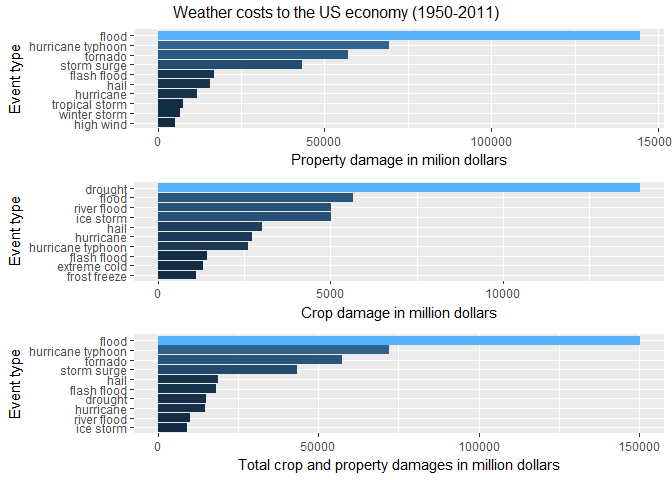 Weather costs to the US economy (1950-2011)
Event type
flood
hurricane typhoon
tornado
storm surge
flash flood
hail
hurricane
tropical storm
winter storm
high wind
0 50000 100000 150000
Property damage in milion dollars
Event type
drought
flood
river flood
ice storm
hail
hurricane
hurricane typhoon
flash flood
extreme cold
frost freeze
0 5000 10000
Crop damage in million dollars
Event type
flood
hurricane typhoon
tornado
storm surge
hail
flash flood
drought
hurricane
river flood
ice storm
0 50000 100000 150000
Total crop and property damages in million dollars